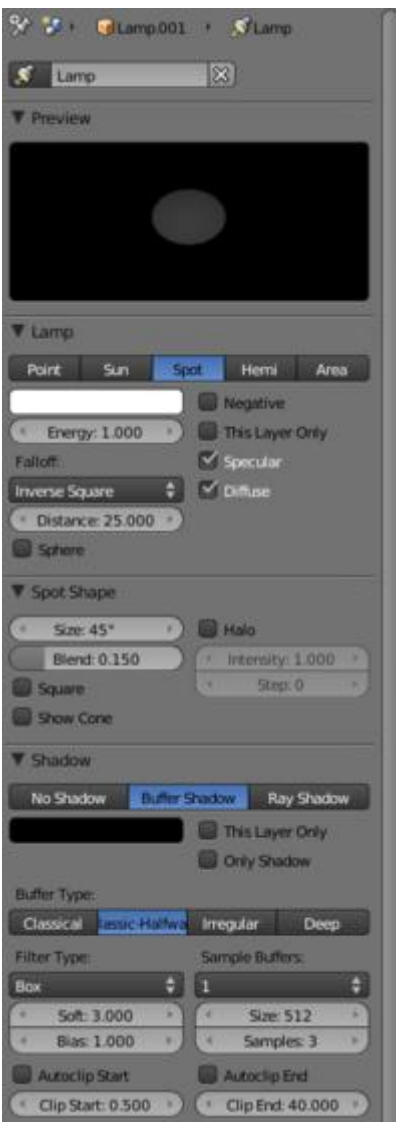 Lamp.001 Lamp
Lamp
Preview
Lamp
Point Sun Spot Hemi Area
Negative
Energy: 1.000 This Layer Only
Falloff: Specular
Inverse Square Diffuse
Distance: 25.000
Sphere
Spot Shape
Size: 45° Halo
Blend: 0.150 Intensity: 1.000
Square Step: 0
Show Cone
Shadow
No Shadow Buffer Shadow Ray Shadow
This Layer Only
Only Shadow
Buffer Type:
Classical lassic-Halfwa Irregular Deep
Filter Type: Sample Buffers:
Box 1
Soft: 3.000 Size: 512
Bias: 1.000 Samples: 3
Autoclip Start Autoclip End
Clip Start: 0.500 Clip End: 40.000